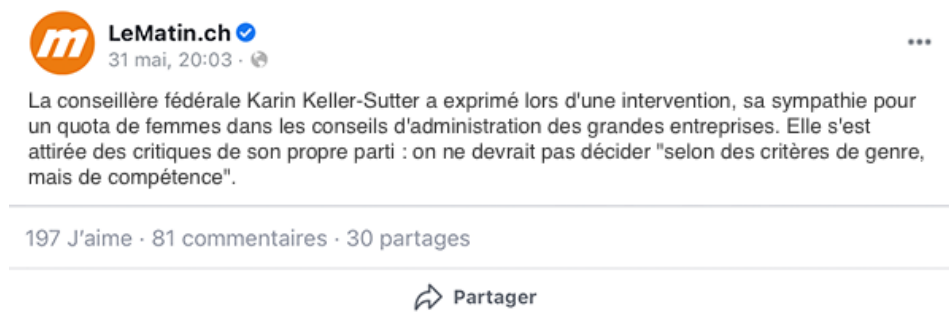 m
LeMatin.ch
31 mai, 20:03 ·
La conseillère fédérale Karin Keller-Sutter a exprimé lors d'une intervention, sa sympathie pour
un quota de femmes dans les conseils d'administration des grandes entreprises. Elle s'est
attirée des critiques de son propre parti : on ne devrait pas décider "selon des critères de genre,
mais de compétence".
197 J'aime · 81 commentaires · 30 partages
Partager